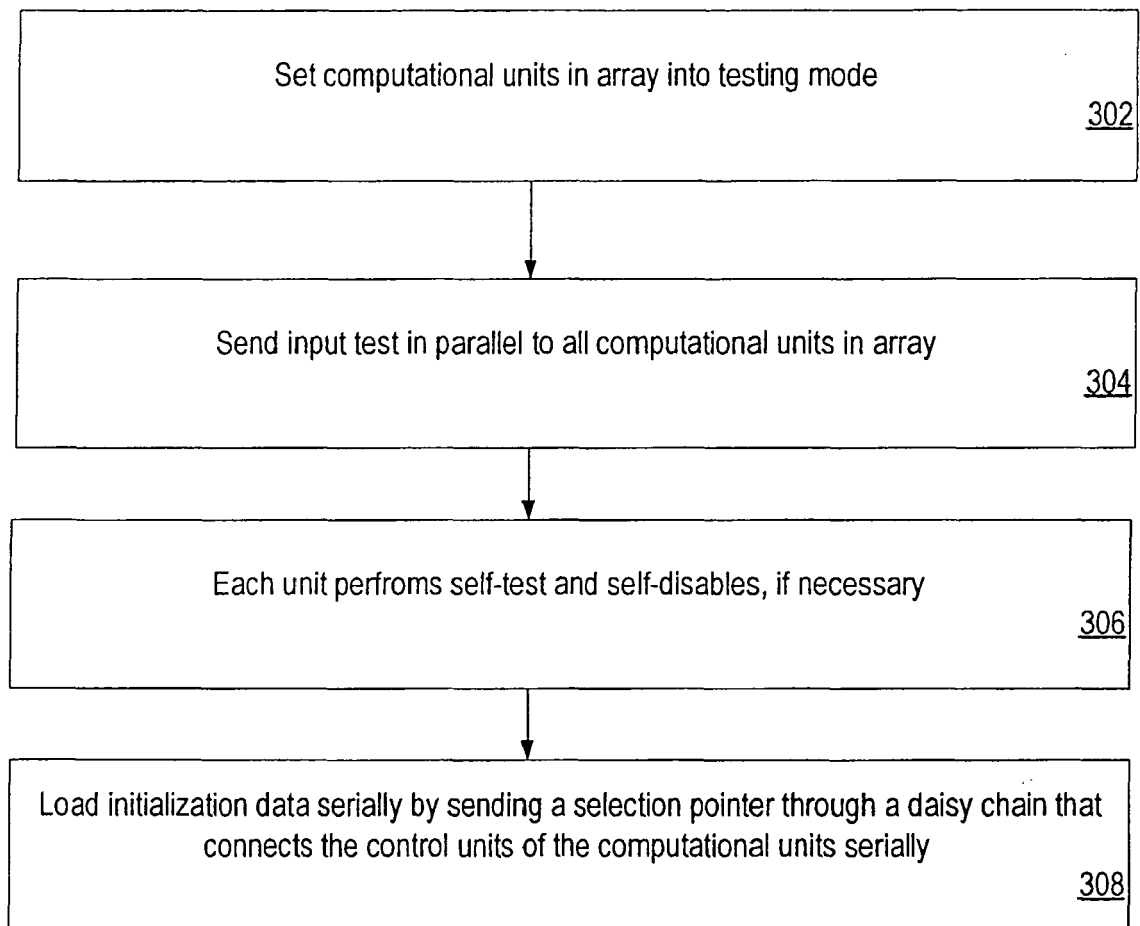 Set computational units in array into testing mode
302
Send input test in parallel to all computational units in array
304
Each unit perfroms self-test and self-disables, if necessary
306
Load initialization data serially by sending a selection pointer through a daisy chain that
connects the control units of the computational units serially
308